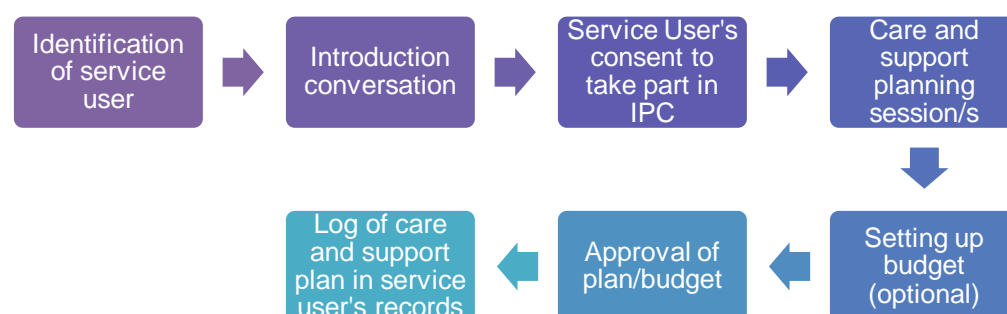 Identification
of service
user
Introduction
conversation
Service User's
consent to
take part in
IPC
Care and
support
planning
session/s
Setting up
budget
(optional)
Approval of
plan/budget
Log of care
and support
plan in service
user's records